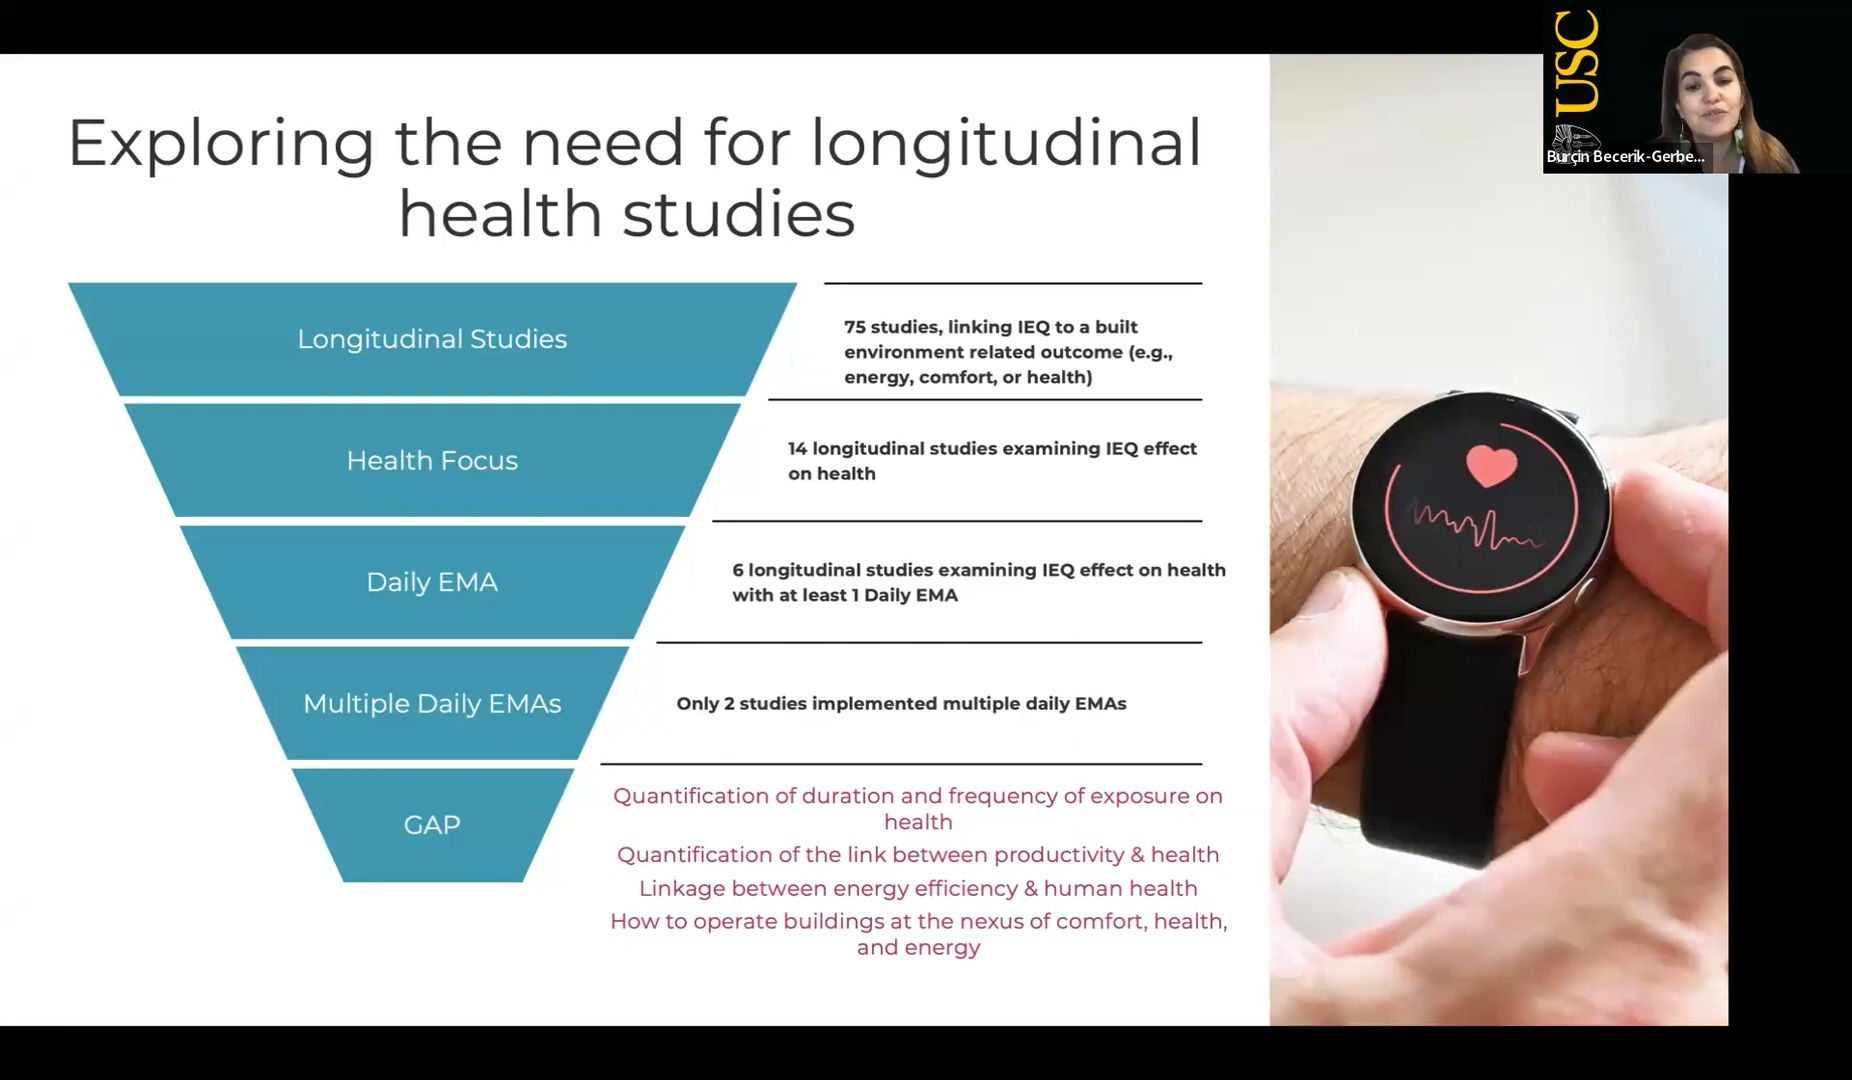 USC
Burçin Becerik-Gerbe...
Exploring the need for longitudinal
health studies
Longitudinal Studies
75 studies, linking IEQ to a built
environment related outcome (e.g.,
energy, comfort, or health)
Health Focus
14 longitudinal studies examining IEQ effect
on health
Daily EMA
6 longitudinal studies examining IEQ effect on health
with at least 1 Daily EMA
Multiple Daily EMAs
Only 2 studies implemented multiple daily EMAs
GAP
Quantification of duration and frequency of exposure on
health
Quantification of the link between productivity & health
Linkage between energy efficiency & human health
How to operate buildings at the nexus of comfort, health,
and energy